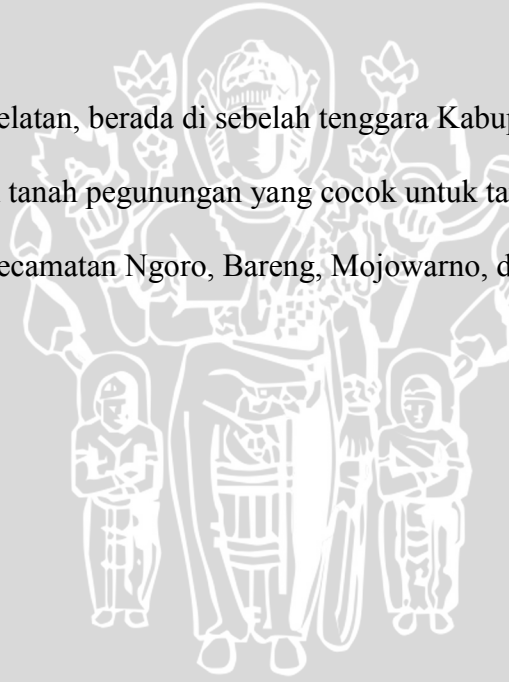 elatan, berada di sebelah tenggara Kabup
tanah pegunungan yang cocok untuk ta
ecamatan Ngoro, Bareng, Mojowarno, d